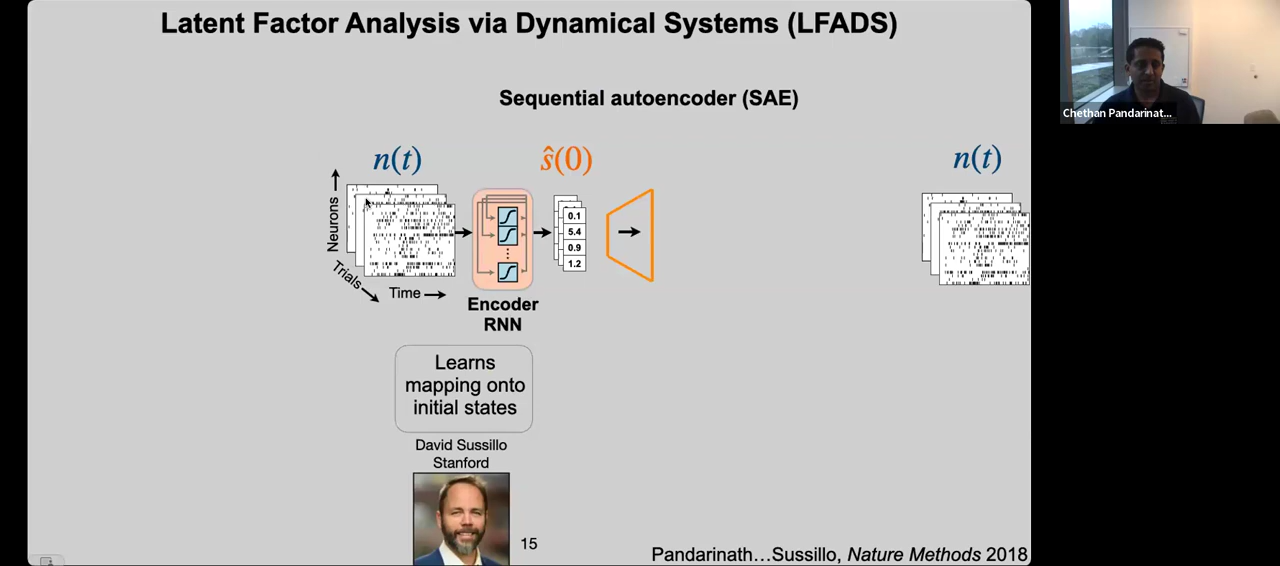 Latent Factor Analysis via Dynamical Systems (LFADS)
Chethan Pandarinat...
Sequential autoencoder (SAE)
n(t)
ŝ(0)
n(t)
Neurons
Trials
Time
0.1
5.4
0.9
1.2
Encoder
RNN
Learns
mapping onto
initial states
David Sussillo
Stanford
15
Pandarinath…Sussillo, Nature Methods 2018